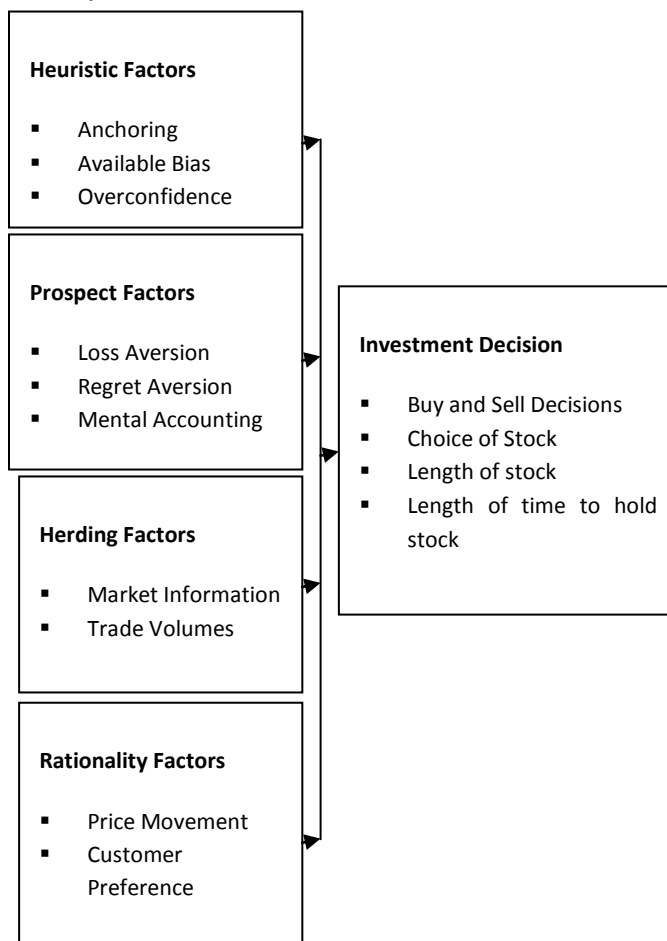 Heuristic Factors
▪ Anchoring
▪ Available Bias
▪ Overconfidence
Prospect Factors
▪ Loss Aversion
▪ Regret Aversion
▪ Mental Accounting
Herding Factors
▪ Market Information
▪ Trade Volumes
Rationality Factors
▪ Price Movement
▪ Customer
Preference
Investment Decision
▪ Buy and Sell Decisions
▪ Choice of Stock
▪ Length of stock
▪ Length of time to hold
stock